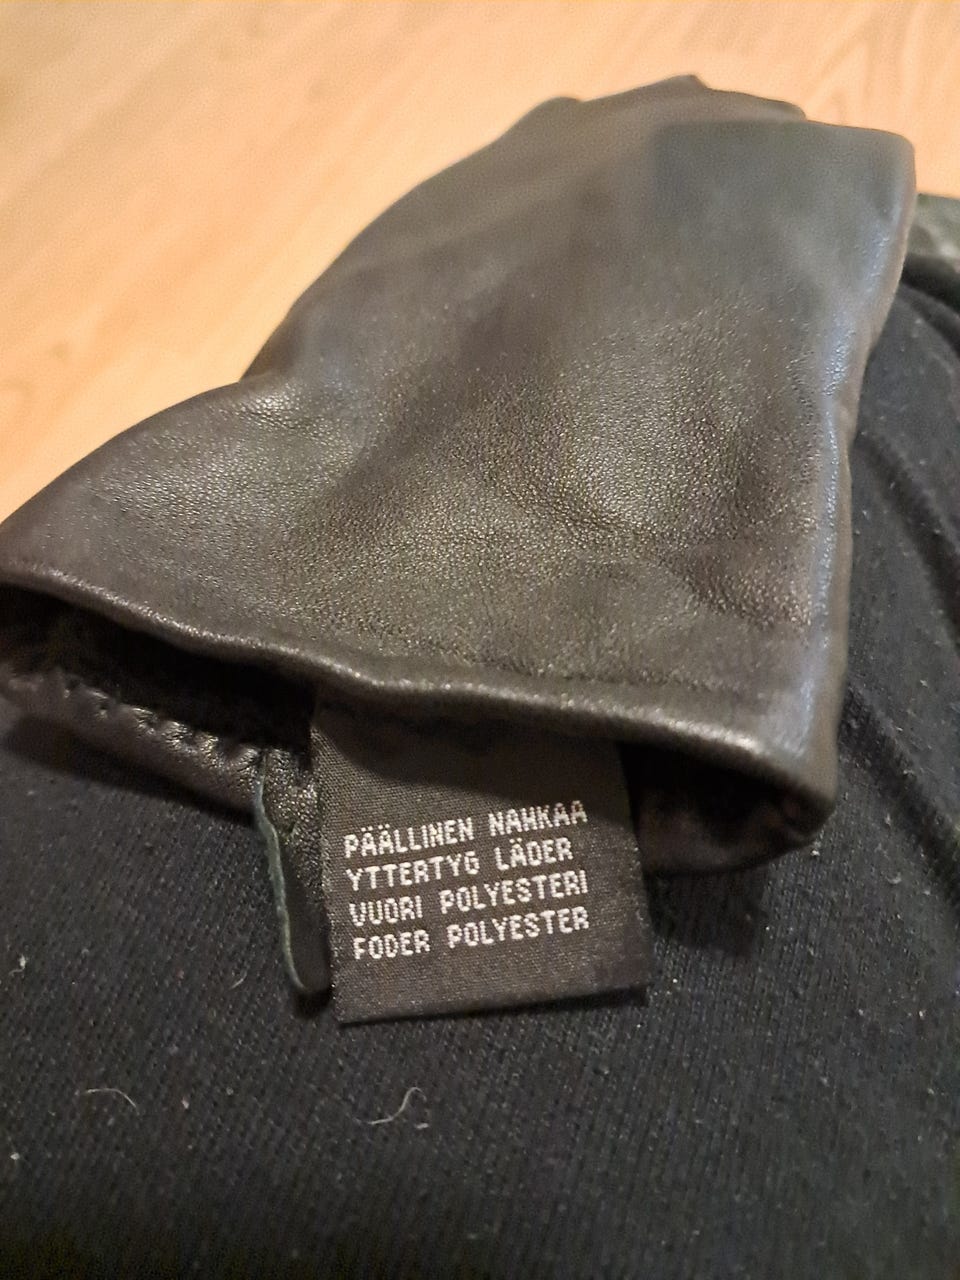 PÄÄLLINEN NAHKAA
YTTERTYG LÄDER
VUORI POLYESTERI
FODER POLYESTER